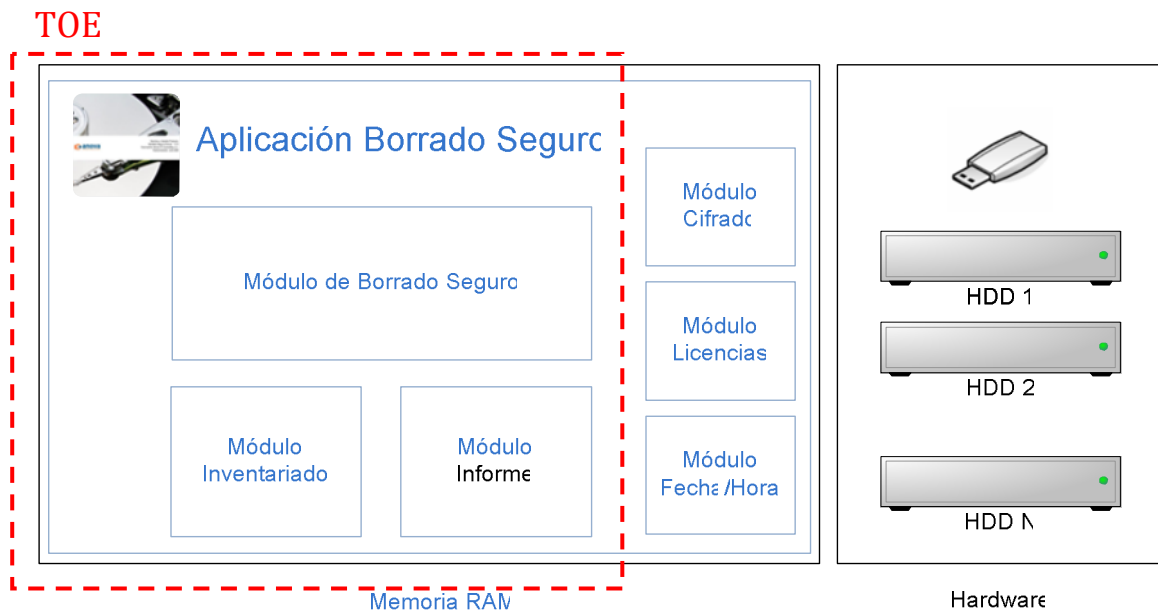 TOE
Aplicación Borrado Seguro
Módulo de Borrado Seguro
Módulo
Inventariado
Módulo
Informe
Módulo
Cifrado
Módulo
Licencias
Módulo
Fecha/Hora
HDD 1
HDD 2
HDD N
Memoria RAM
Hardware